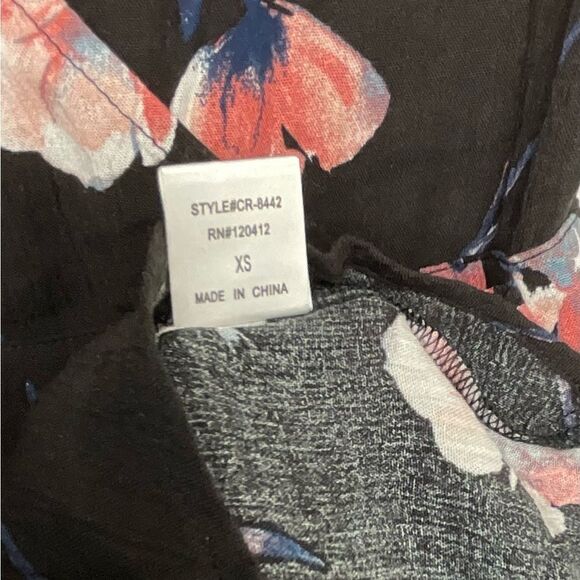 STYLE#CR-8442
RN#120412
XS
MADE IN CHINA